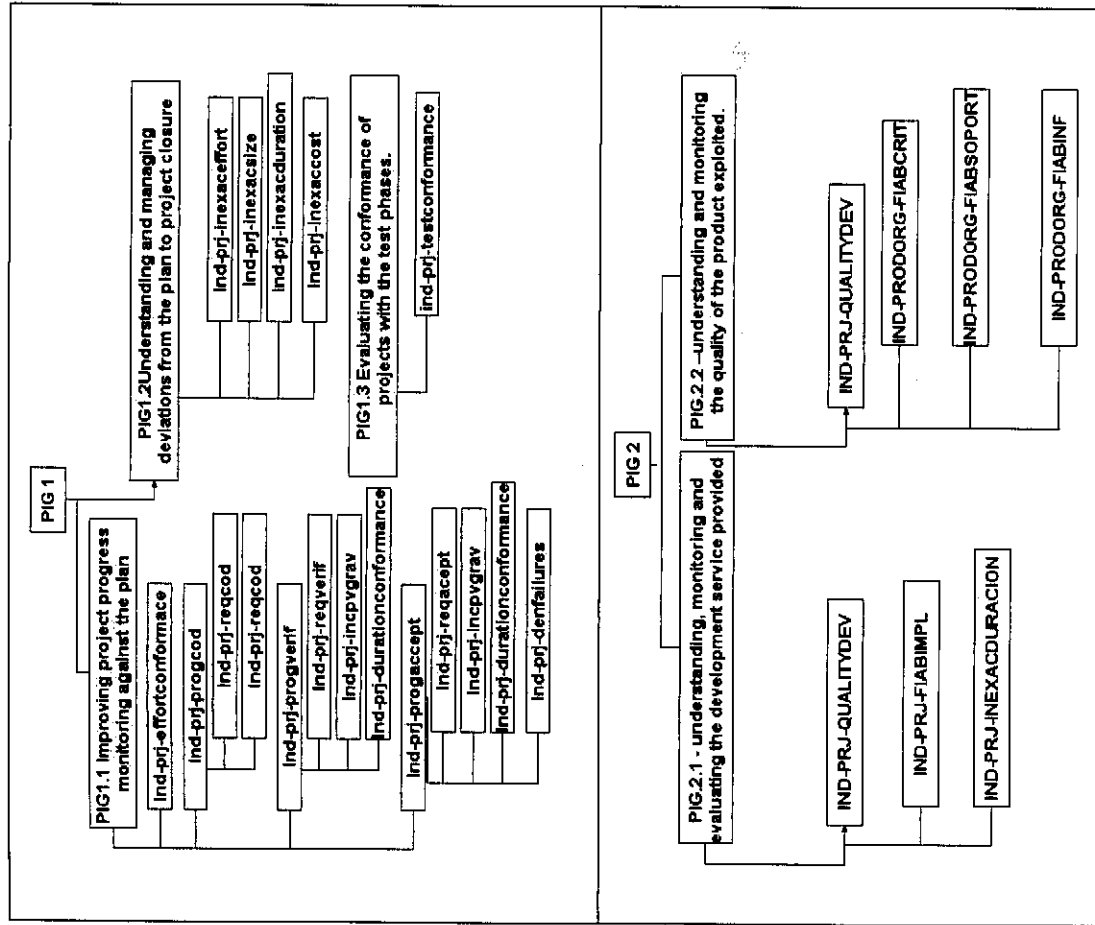 PIG 1
PIG1.1 Improving project progress
monitoring against the plan
Ind-prj-effortconformace
Ind-prj-progcod
Ind-prj-reqcod
Ind-prj-reqcod
Ind-prj-progverif
Ind-prj-reqverif
Ind-prj-incpvgrav
Ind-prj-durationconformance
Ind-prj-progaccept
Ind-prj-reqacept
Ind-prj-incpvgrav
Ind-prj-durationconformance
Ind-prj-denfailures
PIG1.2Understanding and managing
deviations from the plan to project closure
Ind-prj-inexaceffort
Ind-prj-inexacsize
Ind-prj-inexacduration
Ind-prj-inexaccost
PIG1.3 Evaluating the conformance of
projects with the test phases.
ind-prj-testconformance
PIG 2
PIG.2.1 - understanding, monitoring and
evaluating the development service provided
IND-PRJ-QUALITYDEV
IND-PRJ-FIABIMPL
IND-PRJ-INEXACDURACION
PIG.2.2 –understanding and monitoring
the quality of the product exploited.
IND-PRJ-QUALITYDEV
IND-PRODORG-FIABCRIT
IND-PRODORG-FIABSOPORT
IND-PRODORG-FIABINF